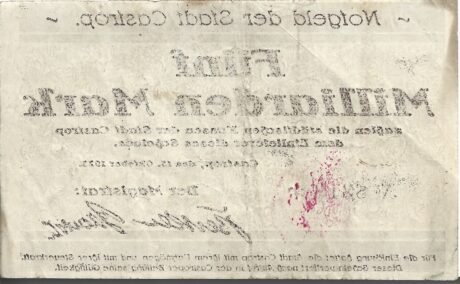 ~ Notgeld der Stadt Castrop. ~
Fünf
Milliarden Mark
zahlen die städtischen Kassen der Stadt Castrop
dem Einlieferer dieses Scheins.
Castrop, den 15. Oktober 1923.
Der Magistrat:
Für die Einlösung haftet die Stadt Castrop mit ihrem Vermögen und mit ihrer Steuerkraft.
Dieser Schein verliert nach Aufruf in der Castroper Zeitung seine Gültigkeit.